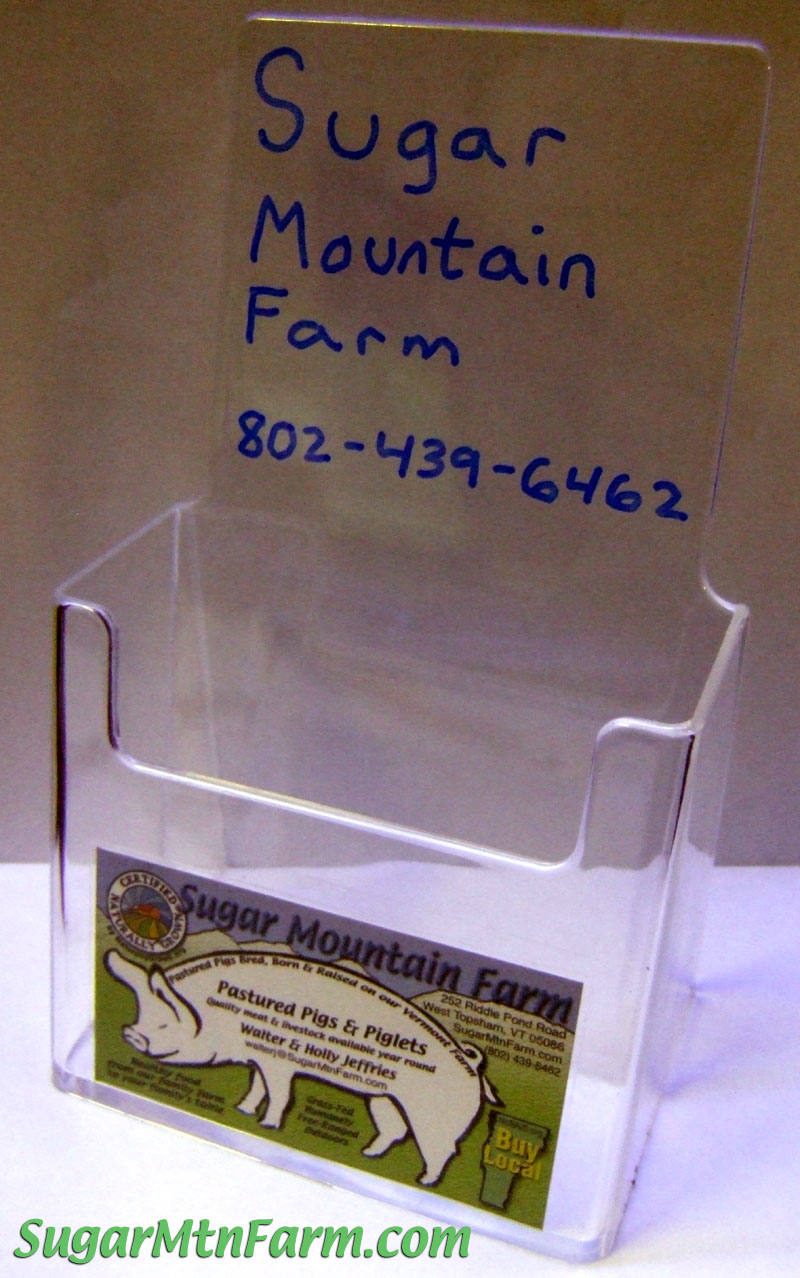 Sugar
Mountain
Farm
802-439-6462
CERTIFIED
NATURALLY GROWN
Sugar Mountain Farm
Pastured Pigs Bred, Born & Raised on our Vermont Farm
252 Riddle Pond Road
West Topsham, VT 05086
SugarMtnFarm.com
(802) 439-6462
Pastured Pigs & Piglets
Quality meat & livestock available year round
Walter & Holly Jeffries
walterj@SugarMtnFarm.com
Healthy food
from our family farm
to your family's table
Grass-Fed
Humanely
Free-Ranged
Outdoors
Buy
Local
SugarMtnFarm.com